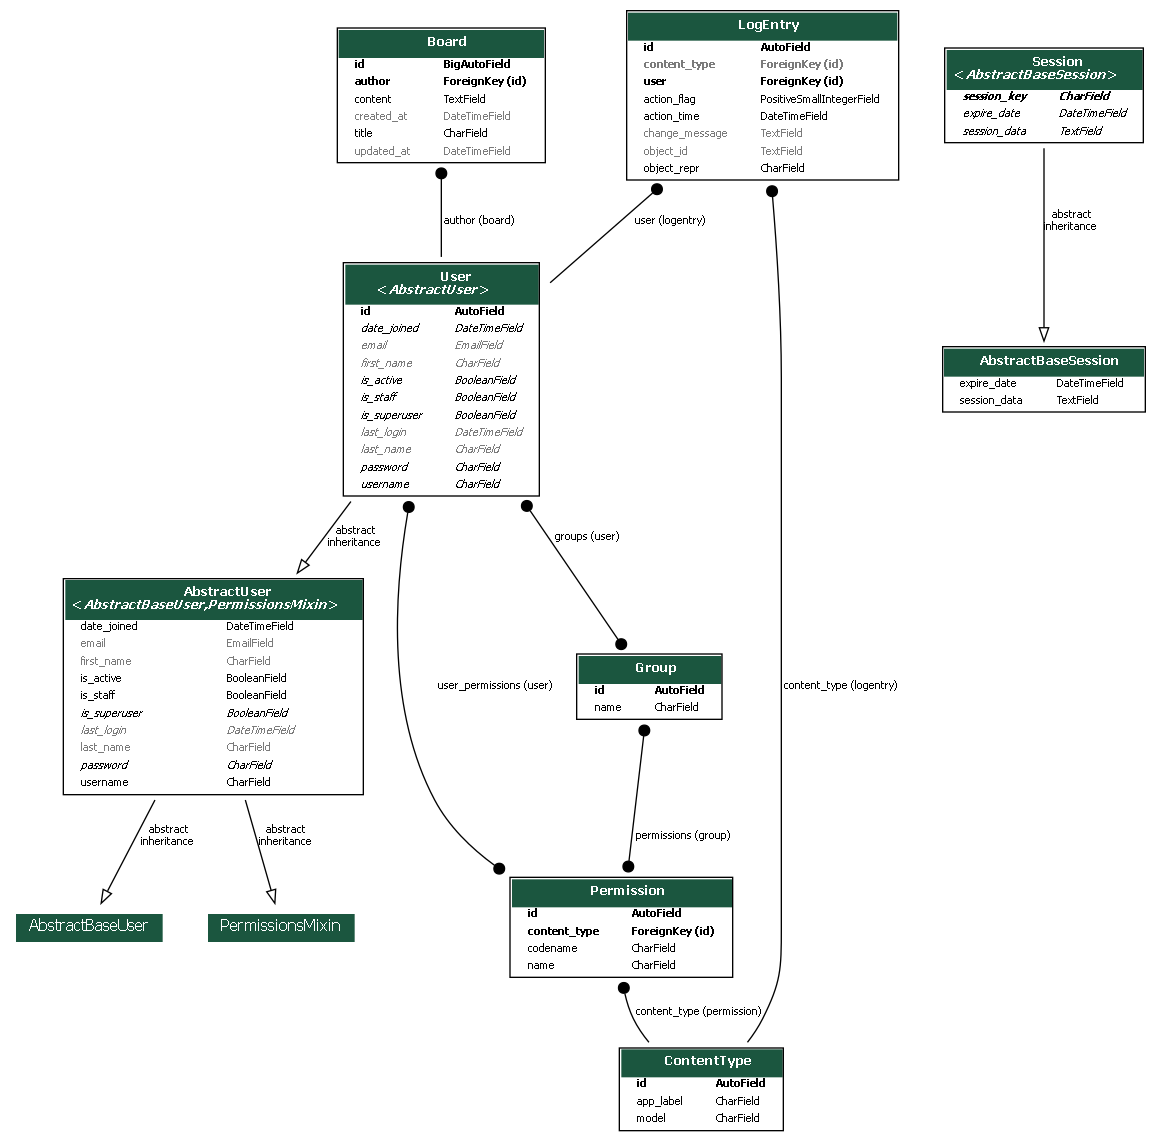 Board
id BigAutoField
author ForeignKey (id)
content TextField
created_at DateTimeField
title CharField
updated_at DateTimeField
LogEntry
id AutoField
content_type ForeignKey (id)
user ForeignKey (id)
action_flag PositiveSmallIntegerField
action_time DateTimeField
change_message TextField
object_id TextField
object_repr CharField
Session
<AbstractBaseSession>
session_key CharField
expire_date DateTimeField
session_data TextField
author (board)
user (logentry)
abstract
inheritance
User
<AbstractUser>
id AutoField
date_joined DateTimeField
email EmailField
first_name CharField
is_active BooleanField
is_staff BooleanField
is_superuser BooleanField
last_login DateTimeField
last_name CharField
password CharField
username CharField
AbstractBaseSession
expire_date DateTimeField
session_data TextField
abstract
inheritance
groups (user)
AbstractUser
<AbstractBaseUser,PermissionsMixin>
date_joined DateTimeField
email EmailField
first_name CharField
is_active BooleanField
is_staff BooleanField
is_superuser BooleanField
last_login DateTimeField
last_name CharField
password CharField
username CharField
user_permissions (user)
Group
id AutoField
name CharField
content_type (logentry)
abstract
inheritance
abstract
inheritance
permissions (group)
AbstractBaseUser
PermissionsMixin
Permission
id AutoField
content_type ForeignKey (id)
codename CharField
name CharField
content_type (permission)
ContentType
id AutoField
app_label CharField
model CharField